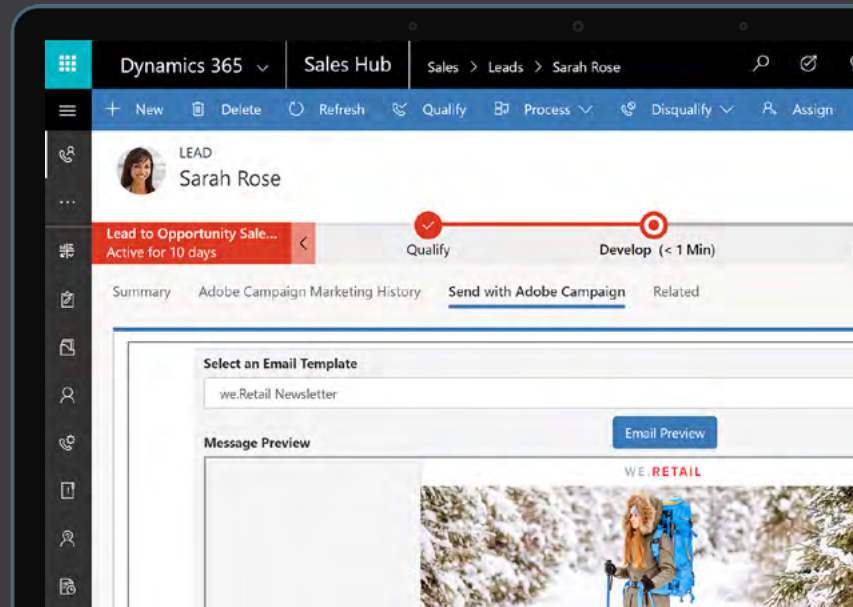 Dynamics 365 Sales Hub Sales > Leads > Sarah Rose
+ New Delete Refresh Qualify Process Disqualify Assign
LEAD
Sarah Rose
Lead to Opportunity Sale...
Active for 10 days
Qualify Develop (< 1 Min)
Summary Adobe Campaign Marketing History Send with Adobe Campaign Related
Select an Email Template
we.Retail Newsletter
Email Preview
Message Preview
WE.RETAIL